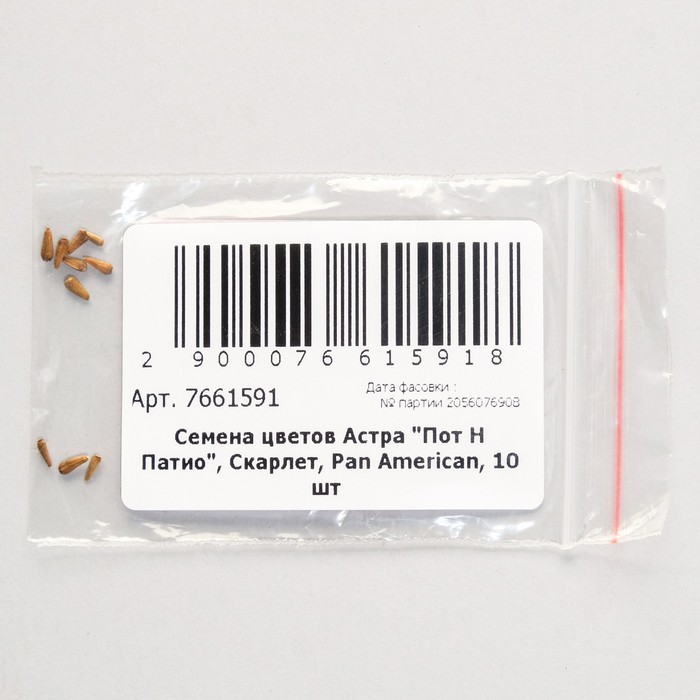 2 900076 615918
Арт. 7661591
Дата фасовки :
№ партии 2056076908
Семена цветов Астра "Пот Н
Патио", Скарлет, Pan American, 10
шт